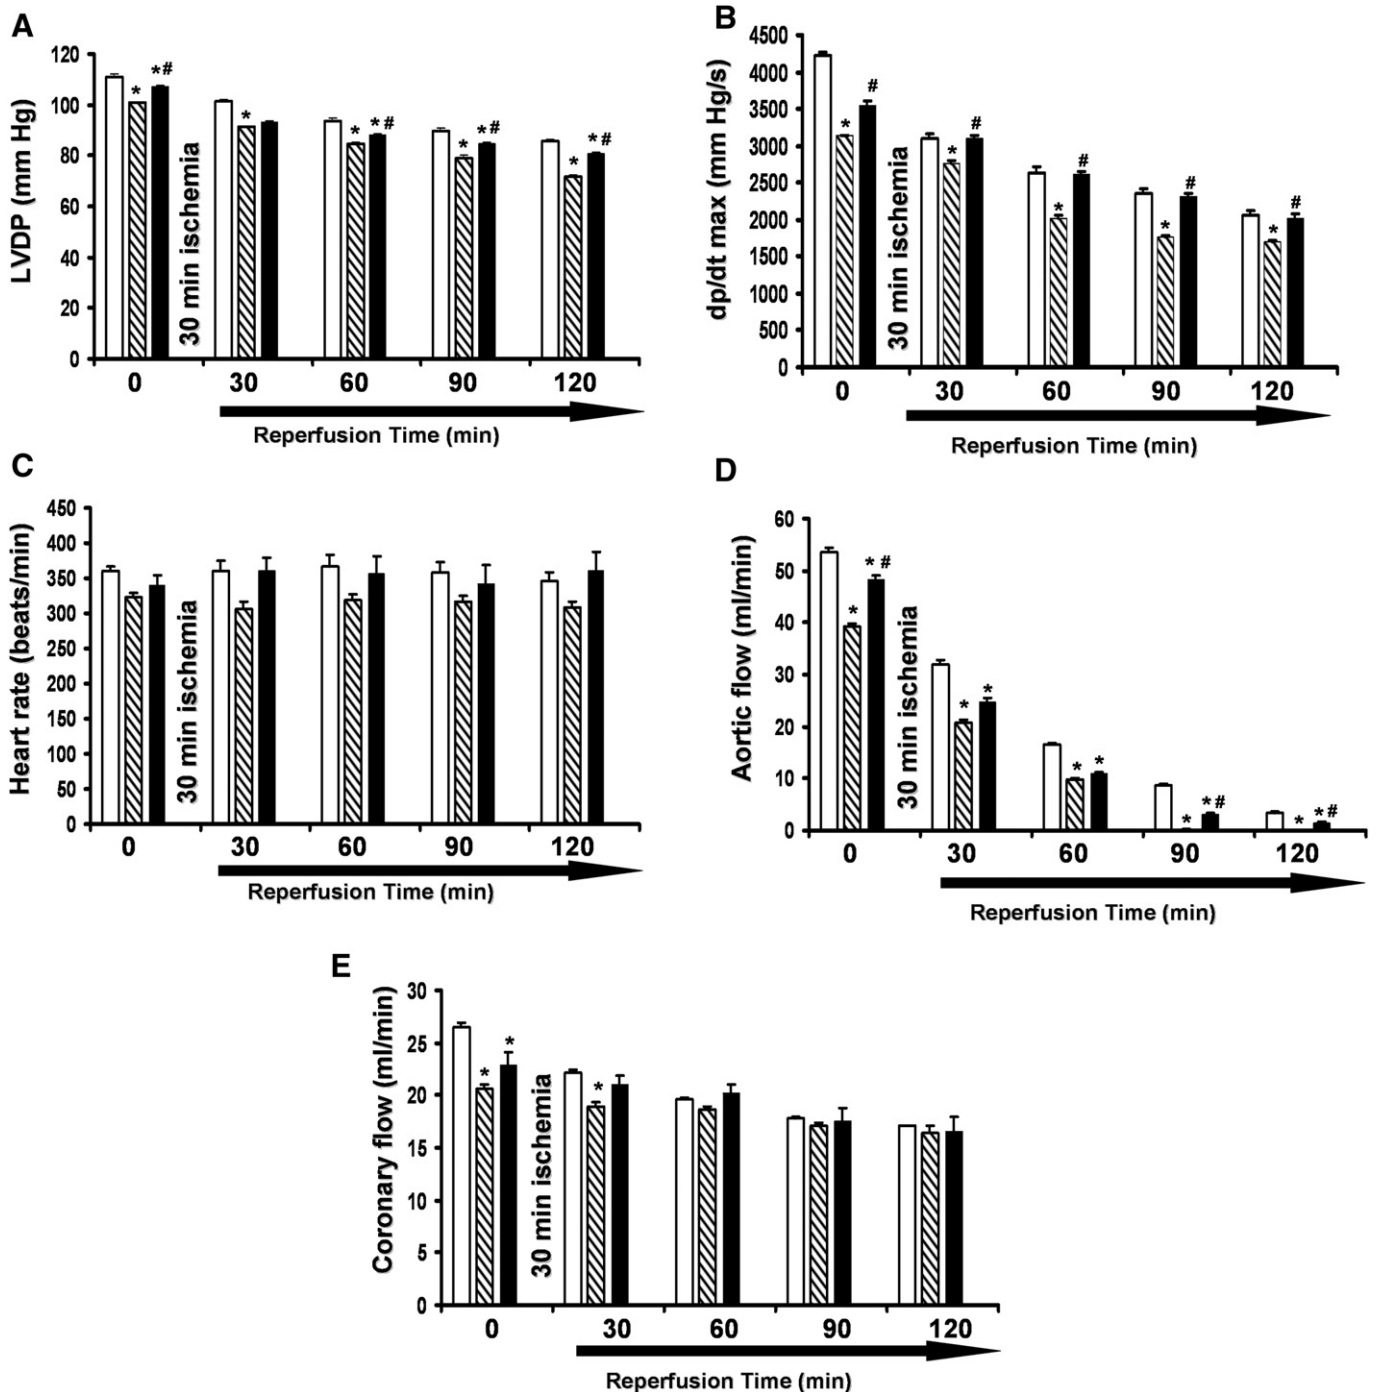 A
LVDP (mm Hg)
120
100
80
60
40
20
0
*
*#
*
* *#
* *#
* *#
30 min ischemia
0 30 60 90 120
Reperfusion Time (min)
B
dp/dt max (mm Hg/s)
4500
4000
3500
3000
2500
2000
1500
1000
500
0
* #
* #
* #
* #
* #
30 min ischemia
0 30 60 90 120
Reperfusion Time (min)
C
Heart rate (beats/min)
450
400
350
300
250
200
150
100
50
0
30 min ischemia
0 30 60 90 120
Reperfusion Time (min)
D
Aortic flow (ml/min)
60
50
40
30
20
10
0
* *#
* *
* *
* *#
* *#
30 min ischemia
0 30 60 90 120
Reperfusion Time (min)
E
Coronary flow (ml/min)
30
25
20
15
10
5
0
* *
*
30 min ischemia
0 30 60 90 120
Reperfusion Time (min)